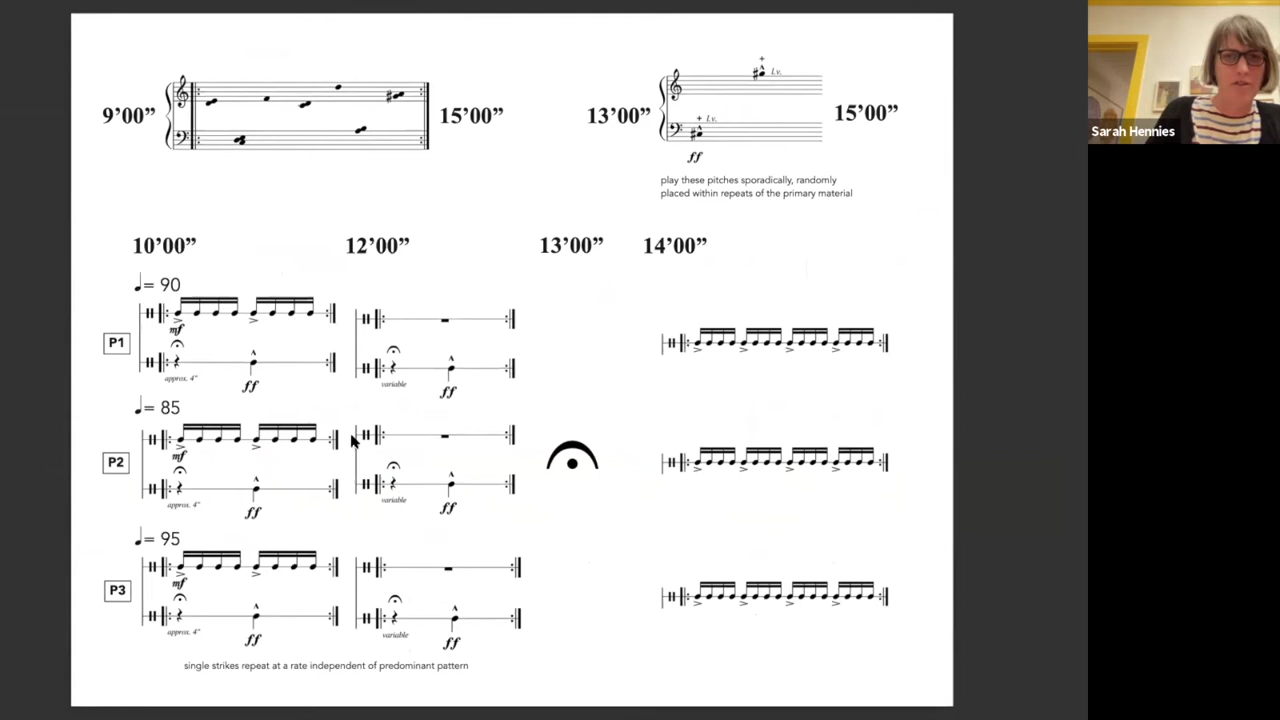 9’00”
15’00”
13’00”
+ l.v.
+ l.v.
ff
15’00”
play these pitches sporadically, randomly
placed within repeats of the primary material
Sarah Hennies
10’00”
12’00”
13’00”
14’00”
= 90
P1
mf
approx. 4"
ff
variable
ff
= 85
P2
mf
approx. 4"
ff
variable
ff
= 95
P3
mf
approx. 4"
ff
variable
ff
single strikes repeat at a rate independent of predominant pattern